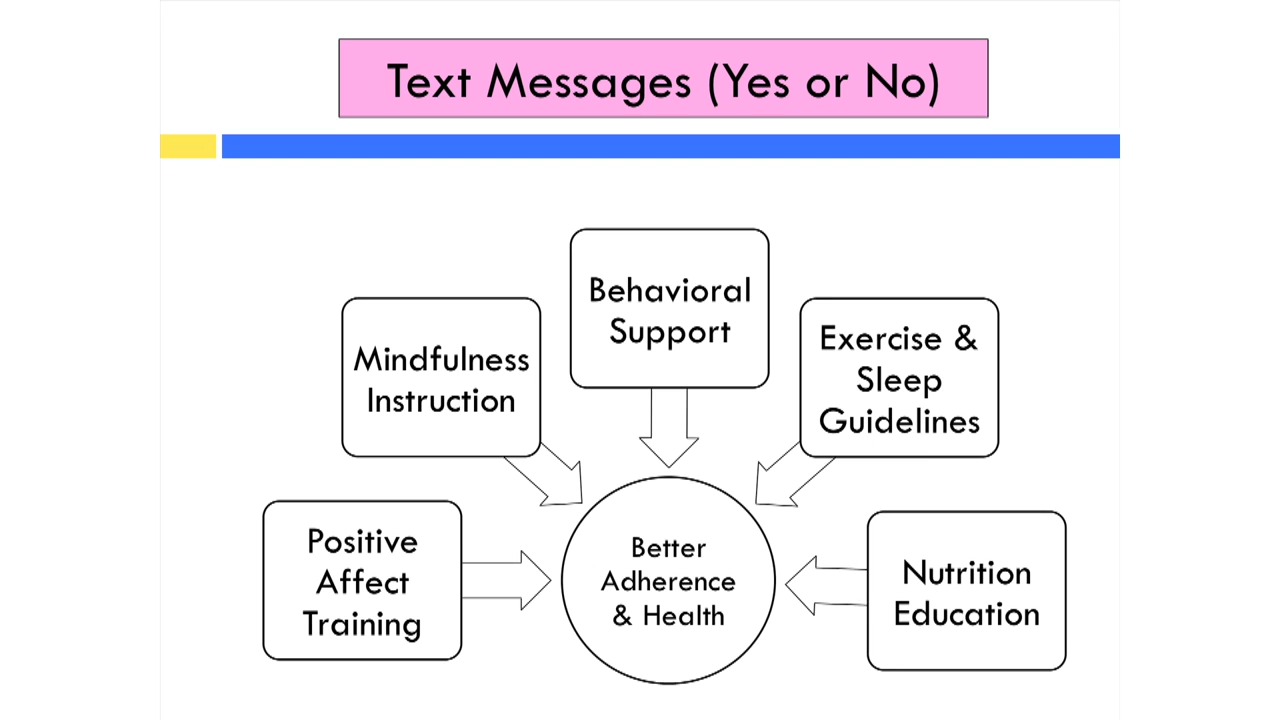 Text Messages (Yes or No)
Behavioral
Support
Mindfulness
Instruction
Exercise &
Sleep
Guidelines
Positive
Affect
Training
Better
Adherence
& Health
Nutrition
Education